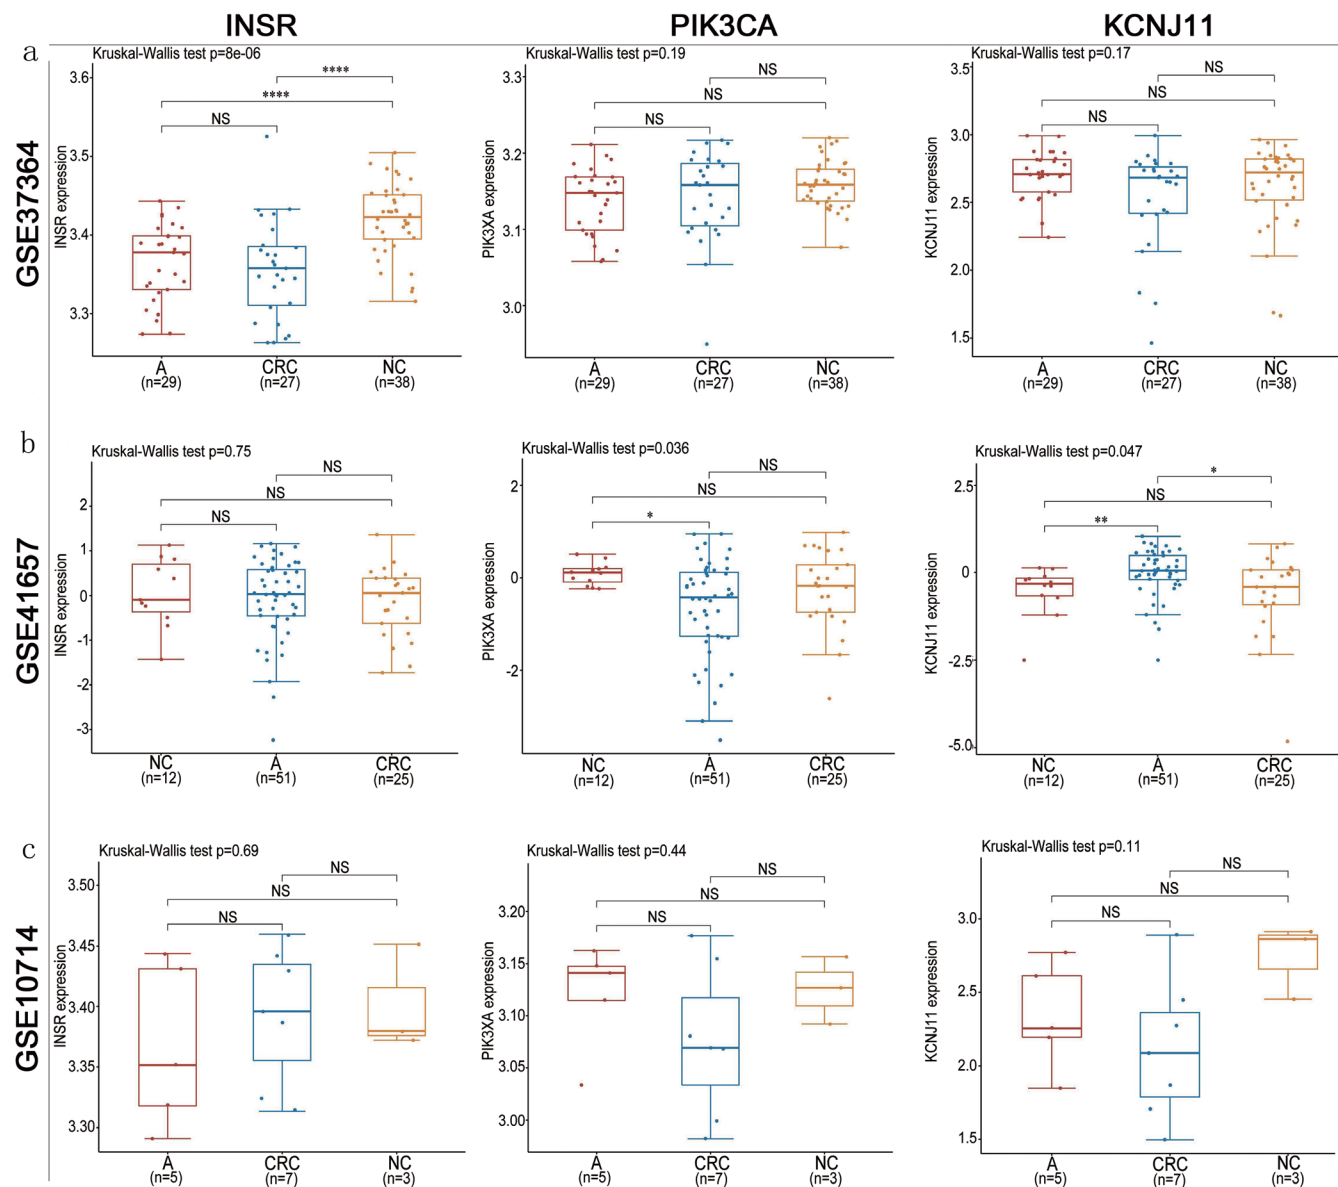 INSR PIK3CA KCNJ11
a
GSE37364
Kruskal-Wallis test p=8e-06
INSR expression
3.6
3.5
3.4
3.3
****
****
NS
A CRC NC
(n=29) (n=27) (n=38)
Kruskal-Wallis test p=0.19
PIK3XA expression
3.3
3.2
3.1
3.0
NS
NS
NS
A CRC NC
(n=29) (n=27) (n=38)
Kruskal-Wallis test p=0.17
KCNJ11 expression
3.5
3.0
2.5
2.0
1.5
NS
NS
NS
A CRC NC
(n=29) (n=27) (n=38)
b
GSE41657
Kruskal-Wallis test p=0.75
INSR expression
2
1
0
-1
-2
-3
NS
NS
NS
NC A CRC
(n=12) (n=51) (n=25)
Kruskal-Wallis test p=0.036
PIK3XA expression
2
0
-2
NS
NS
*
NC A CRC
(n=12) (n=51) (n=25)
Kruskal-Wallis test p=0.047
KCNJ11 expression
2.5
0
-2.5
-5.0
*
NS
**
NC A CRC
(n=12) (n=51) (n=25)
c
GSE10714
Kruskal-Wallis test p=0.69
INSR expression
3.50
3.45
3.40
3.35
3.30
NS
NS
NS
A CRC NC
(n=5) (n=7) (n=3)
Kruskal-Wallis test p=0.44
PIK3XA expression
3.20
3.15
3.10
3.05
3.00
NS
NS
NS
A CRC NC
(n=5) (n=7) (n=3)
Kruskal-Wallis test p=0.11
KCNJ11 expression
3.0
2.5
2.0
1.5
NS
NS
NS
A CRC NC
(n=5) (n=7) (n=3)